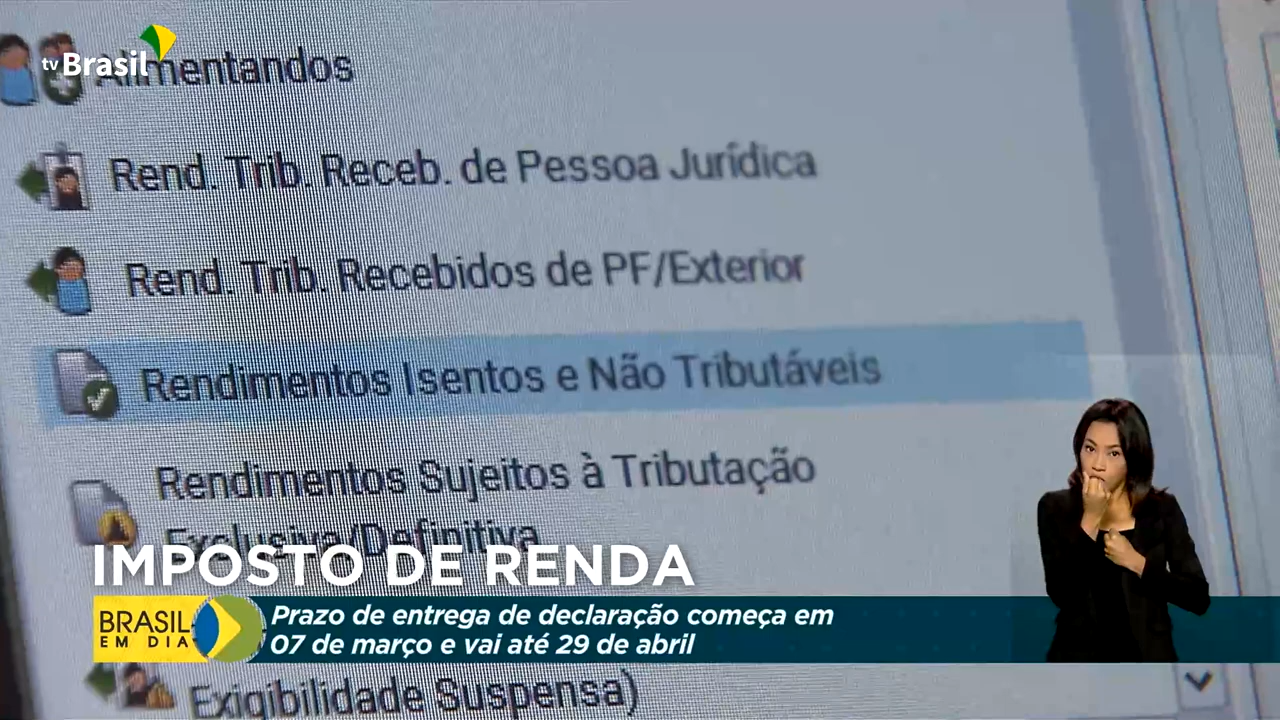 tv Brasil
Alimentandos
Rend. Trib. Receb. de Pessoa Jurídica
Rend. Trib. Recebidos de PF/Exterior
Rendimentos Isentos e Não Tributáveis
Rendimentos Sujeitos à Tributação
Exclusiva/Definitiva
IMPOSTO DE RENDA
BRASIL
EM DIA
Prazo de entrega de declaração começa em
07 de março e vai até 29 de abril
Exigibilidade Suspensa)